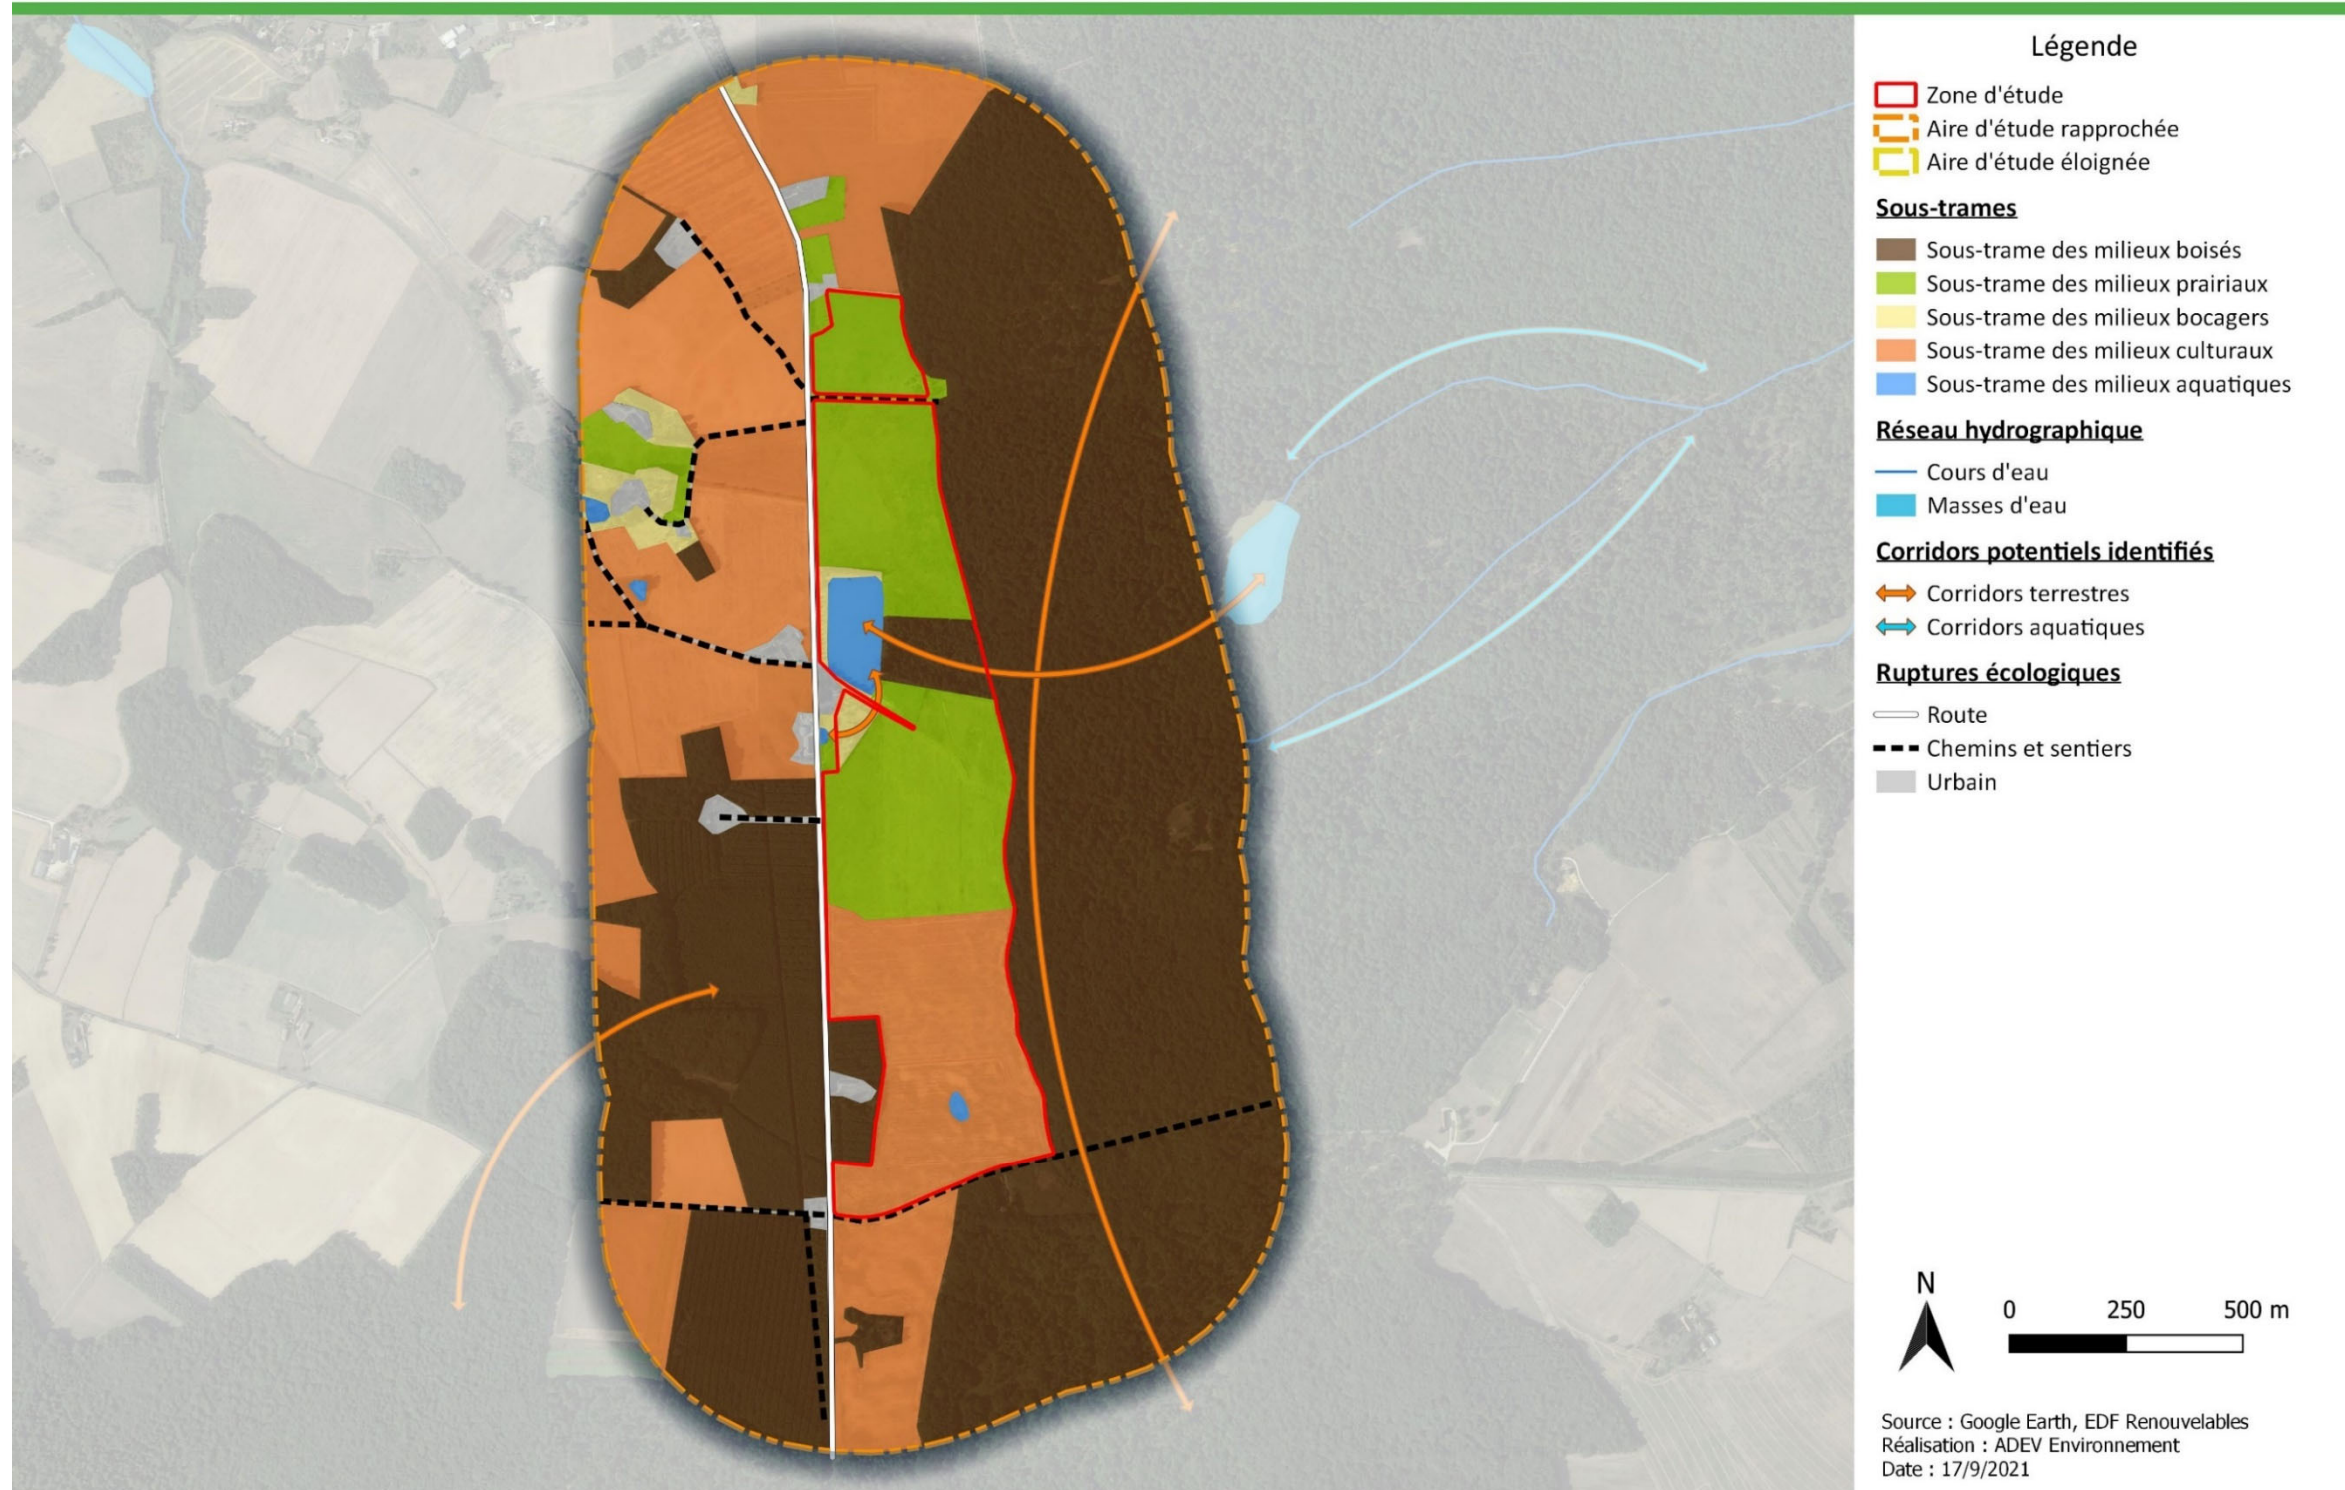 Légende
Zone d'étude
Aire d'étude rapprochée
Aire d'étude éloignée
Sous-trames
Sous-trame des milieux boisés
Sous-trame des milieux prairiaux
Sous-trame des milieux bocagers
Sous-trame des milieux culturaux
Sous-trame des milieux aquatiques
Réseau hydrographique
Cours d'eau
Masses d'eau
Corridors potentiels identifiés
Corridors terrestres
Corridors aquatiques
Ruptures écologiques
Route
Chemins et sentiers
Urbain
N
0 250 500 m
Source : Google Earth, EDF Renouvelables
Réalisation : ADEV Environnement
Date : 17/9/2021